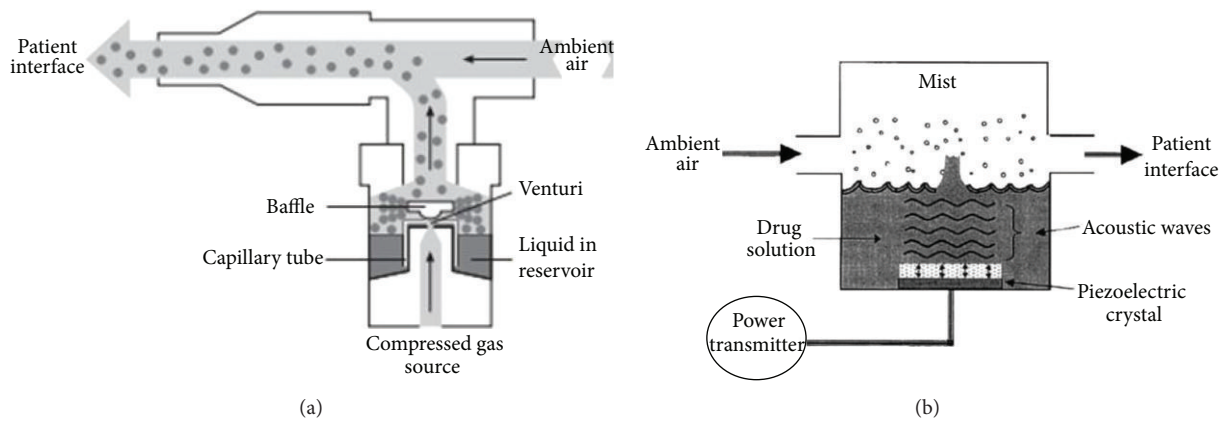 Patient
interface
Ambient
air
Venturi
Baffle
Capillary tube
Liquid in
reservoir
Compressed gas
source
(a)
Mist
Ambient
air
Patient
interface
Drug
solution
Acoustic waves
Piezoelectric
crystal
Power
transmitter
(b)